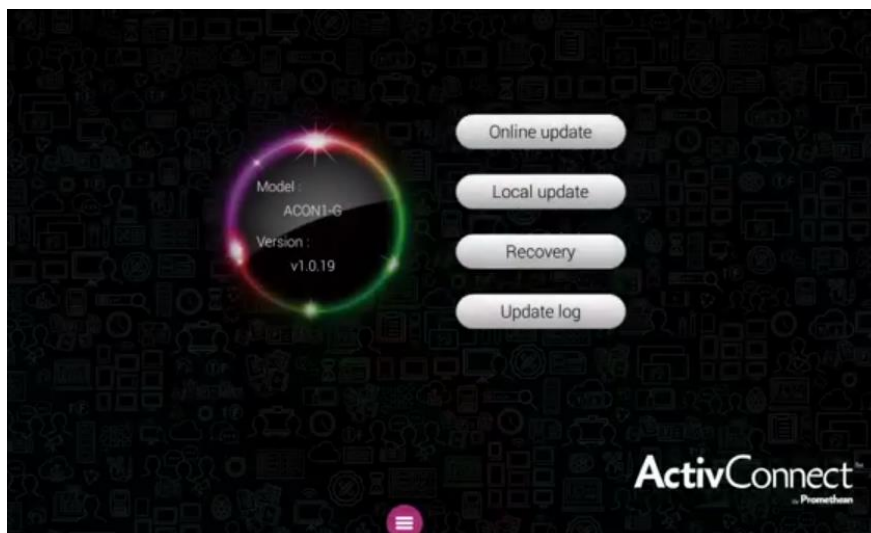 Model :
ACON1-G
Version :
v1.0.19
Online update
Local update
Recovery
Update log
ActivConnect
by Promethean